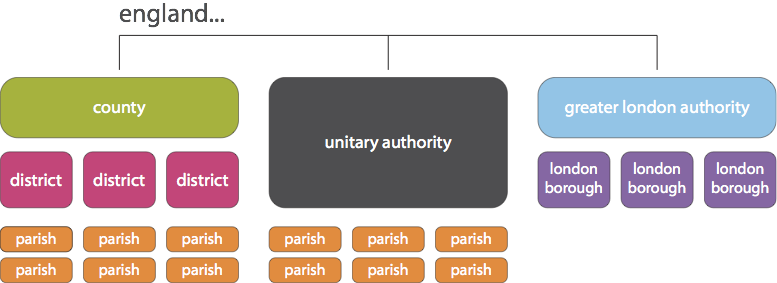 england...
county
unitary authority
greater london authority
district district district
london borough london borough london borough
parish parish parish parish parish parish
parish parish parish parish parish parish